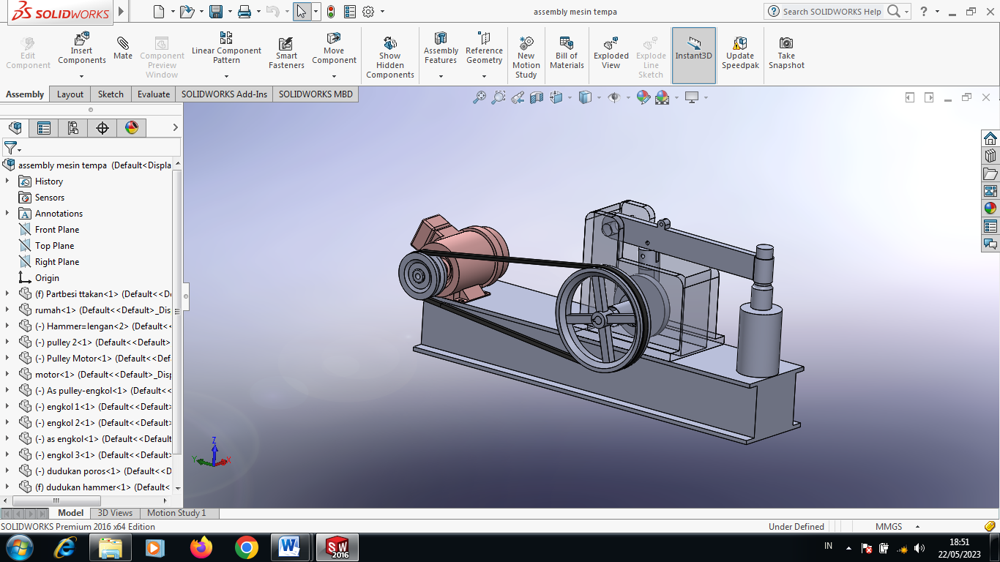 SOLIDWORKS
assembly mesin tempa
Search SOLIDWORKS Help
?
Edit Component
Insert Components
Mate
Component Preview Window
Linear Component Pattern
Smart Fasteners
Move Component
Show Hidden Components
Assembly Features
Reference Geometry
New Motion Study
Bill of Materials
Exploded View
Explode Line Sketch
Instant3D
Update Speedpak
Take Snapshot
Assembly
Layout
Sketch
Evaluate
SOLIDWORKS Add-Ins
SOLIDWORKS MBD
assembly mesin tempa (Default<Displa
History
Sensors
Annotations
Front Plane
Top Plane
Right Plane
Origin
(f) Partbesi ttakan<1> (Default<<De
rumah<1> (Default<<Default>_Dis
(-) Hammer=lengan<2> (Default<<
(-) pulley 2<1> (Default<<Default>
(-) Pulley Motor<1> (Default<<Def
motor<1> (Default<<Default>_Disp
(-) As pulley-engkol<1> (Default<<
(-) engkol 1<1> (Default<<Default>
(-) engkol 2<1> (Default<<Default>
(-) as engkol<1> (Default<<Default
(-) engkol 3<1> (Default<<Default>
(-) dudukan poros<1> (Default<<D
(f) dudukan hammer<1> (Default<
Z
Y
X
Model
3D Views
Motion Study 1
SOLIDWORKS Premium 2016 x64 Edition
Under Defined
MMGS
SW
2016
IN
18:51
22/05/2023